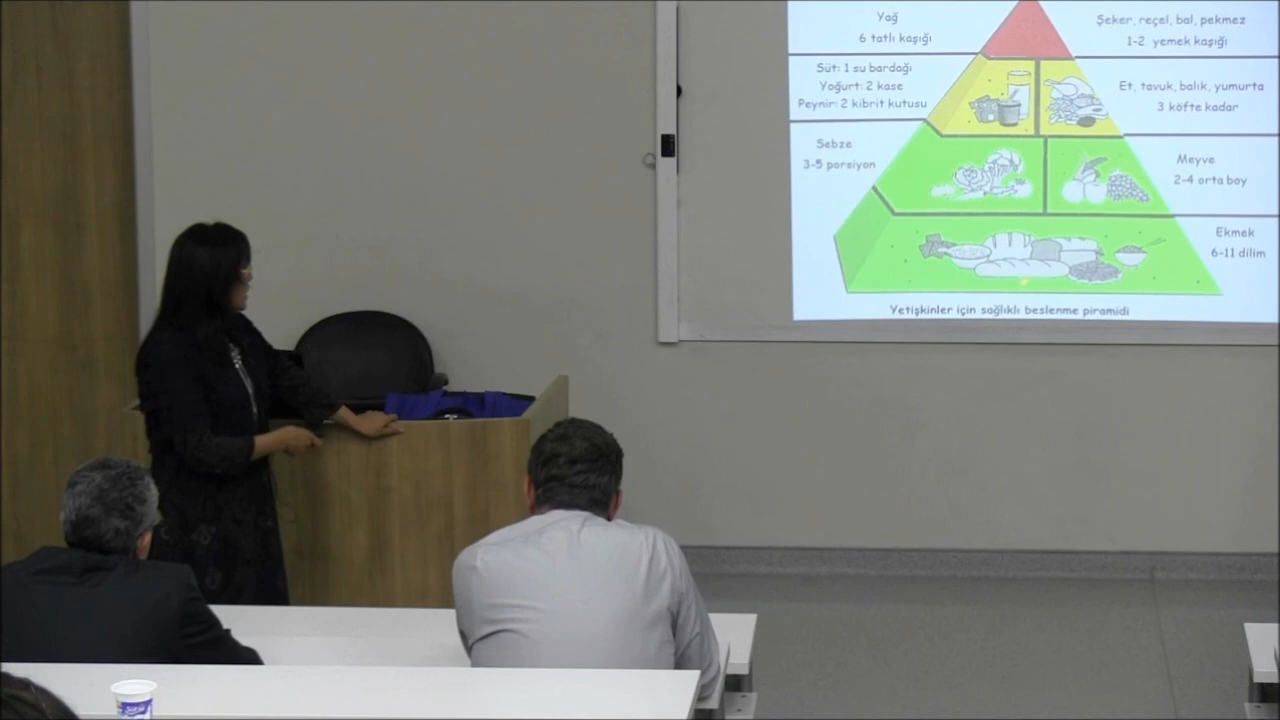 Yağ
6 tatlı kaşığı
Şeker, reçel, bal, pekmez
1-2 yemek kaşığı
Süt: 1 su bardağı
Yoğurt: 2 kase
Peynir: 2 kibrit kutusu
Et, tavuk, balık, yumurta
3 köfte kadar
Sebze
3-5 porsiyon
Meyve
2-4 orta boy
Ekmek
6-11 dilim
Yetişkinler için sağlıklı beslenme piramidi